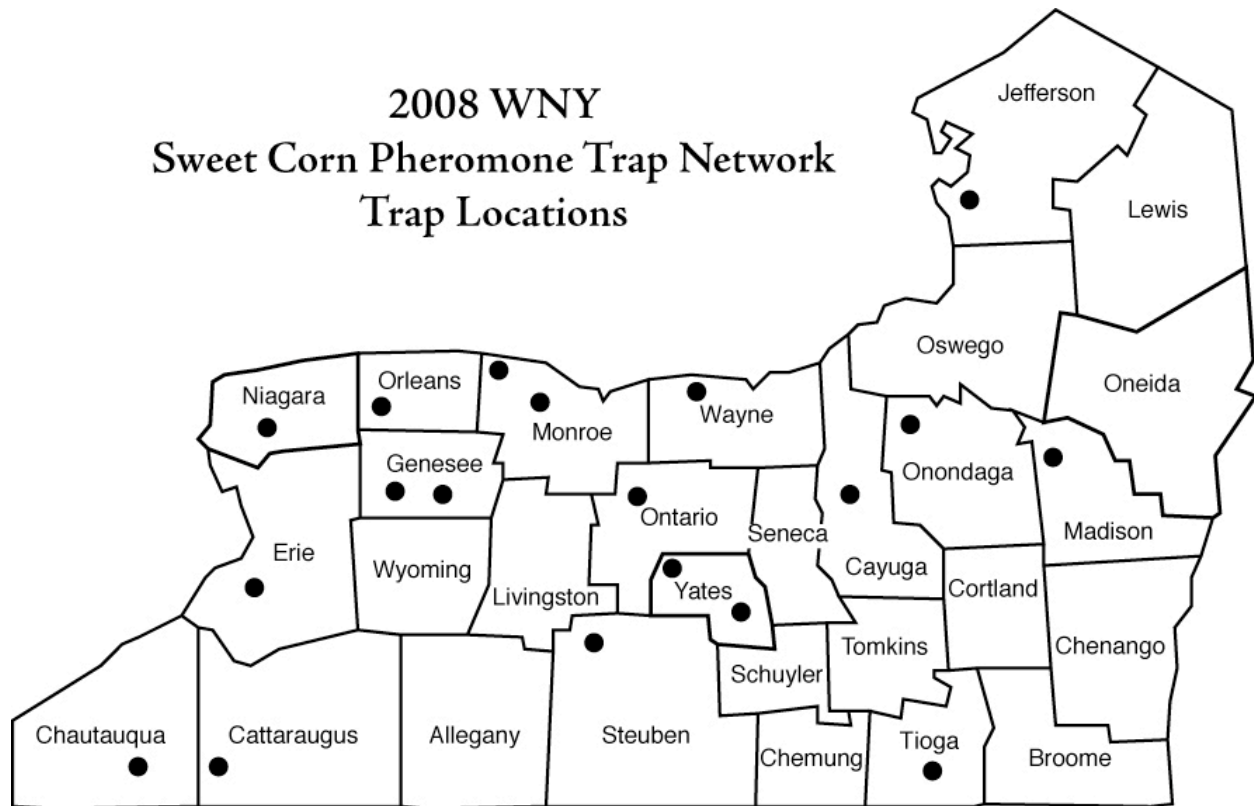 2008 WNY
Sweet Corn Pheromone Trap Network
Trap Locations
Jefferson
Lewis
Oswego
Oneida
Niagara
Orleans
Monroe
Wayne
Genesee
Onondaga
Ontario
Seneca
Madison
Erie
Wyoming
Livingston
Yates
Cayuga
Cortland
Chenango
Tomkins
Schuyler
Chautauqua
Cattaraugus
Allegany
Steuben
Chemung
Tioga
Broome